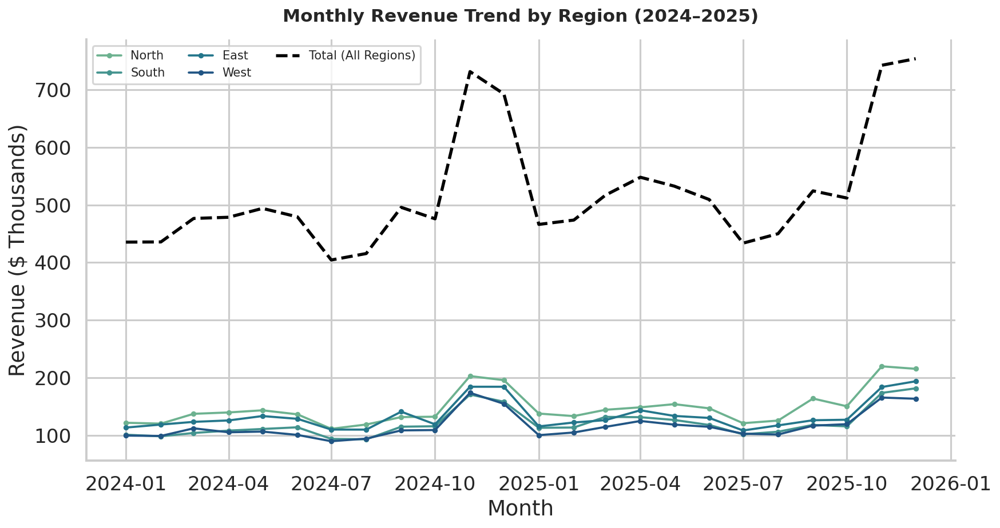 Monthly Revenue Trend by Region (2024–2025)
North
South
East
West
Total (All Regions)
Revenue ($ Thousands)
700
600
500
400
300
200
100
2024-01
2024-04
2024-07
2024-10
2025-01
2025-04
2025-07
2025-10
2026-01
Month